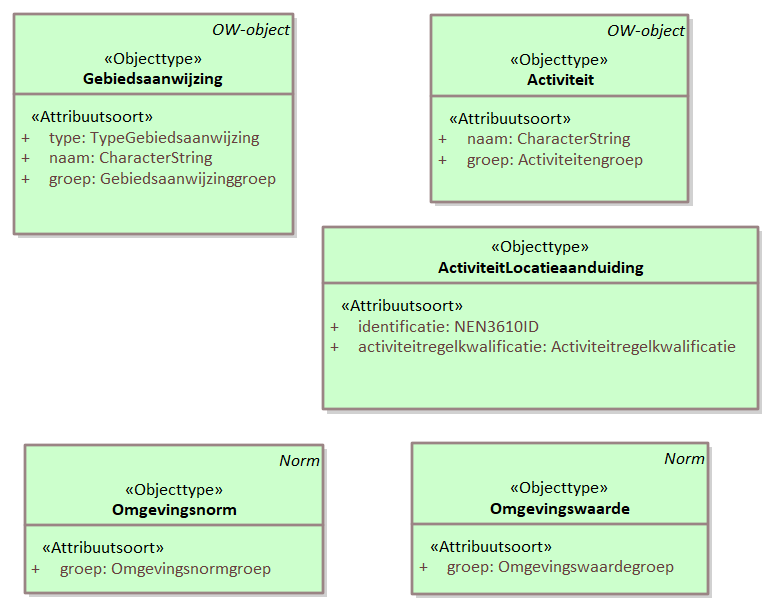 OW-object
«Objecttype»
Gebiedsaanwijzing
«Attribuutsoort»
+ type: TypeGebiedsaanwijzing
+ naam: CharacterString
+ groep: Gebiedsaanwijzinggroep
OW-object
«Objecttype»
Activiteit
«Attribuutsoort»
+ naam: CharacterString
+ groep: Activiteitengroep
«Objecttype»
ActiviteitLocatieaanduiding
«Attribuutsoort»
+ identificatie: NEN3610ID
+ activiteitregelkwalificatie: Activiteitregelkwalificatie
Norm
«Objecttype»
Omgevingsnorm
«Attribuutsoort»
+ groep: Omgevingsnormgroep
Norm
«Objecttype»
Omgevingswaarde
«Attribuutsoort»
+ groep: Omgevingswaardegroep